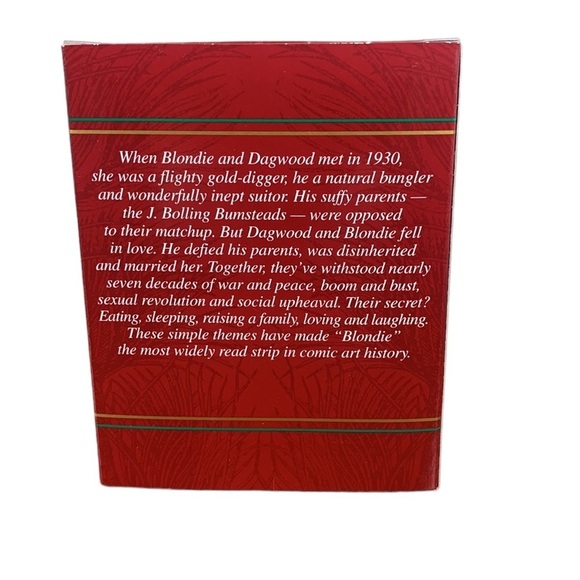 When Blondie and Dagwood met in 1930,
she was a flighty gold-digger, he a natural bungler
and wonderfully inept suitor. His suffy parents —
the J. Bolling Bumsteads — were opposed
to their matchup. But Dagwood and Blondie fell
in love. He defied his parents, was disinherited
and married her. Together, they've withstood nearly
seven decades of war and peace, boom and bust,
sexual revolution and social upheaval. Their secret?
Eating, sleeping, raising a family, loving and laughing.
These simple themes have made “Blondie”
the most widely read strip in comic art history.